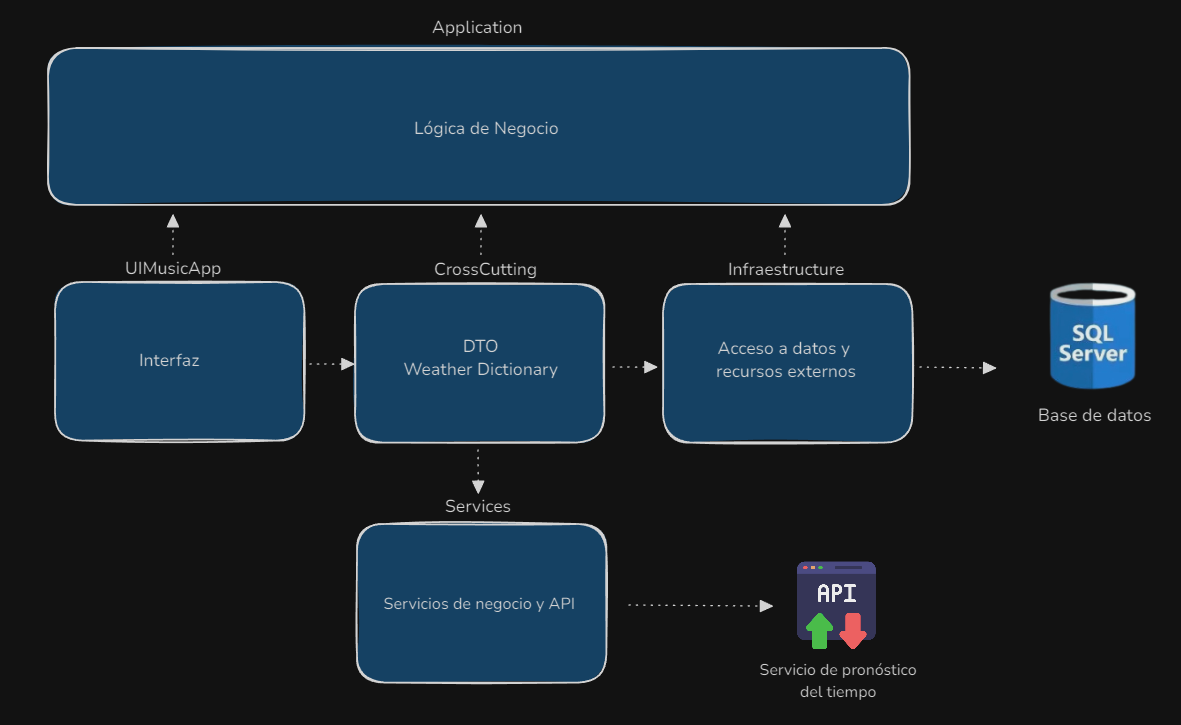 Application
Lógica de Negocio
UIMusicApp
CrossCutting
Infraestructure
Interfaz
DTO
Weather Dictionary
Acceso a datos y
recursos externos
SQL
Server
Base de datos
Services
Servicios de negocio y API
API
Servicio de pronóstico
del tiempo